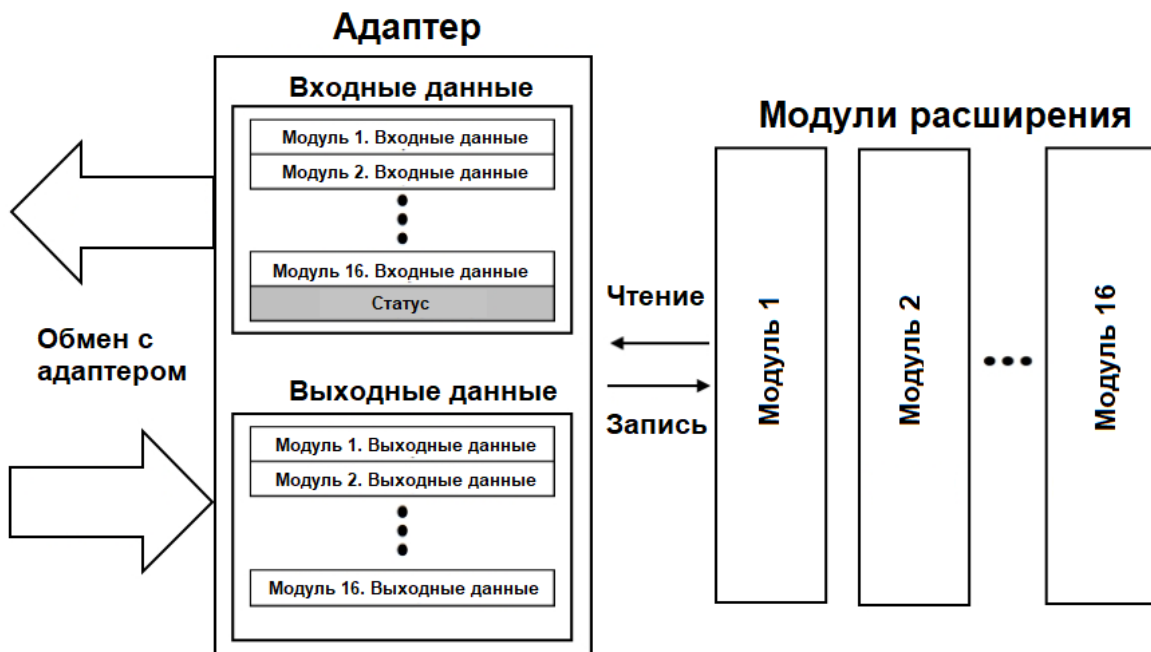 Адаптер
Входные данные
Модуль 1. Входные данные
Модуль 2. Входные данные
Модуль 16. Входные данные
Статус
Обмен с
адаптером
Выходные данные
Модуль 1. Выходные данные
Модуль 2. Выходные данные
Модуль 16. Выходные данные
Чтение
Запись
Модули расширения
Модуль 1
Модуль 2
Модуль 16